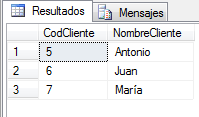 Resultados Mensajes
CodCliente NombreCliente
1 5 Antonio
2 6 Juan
3 7 María